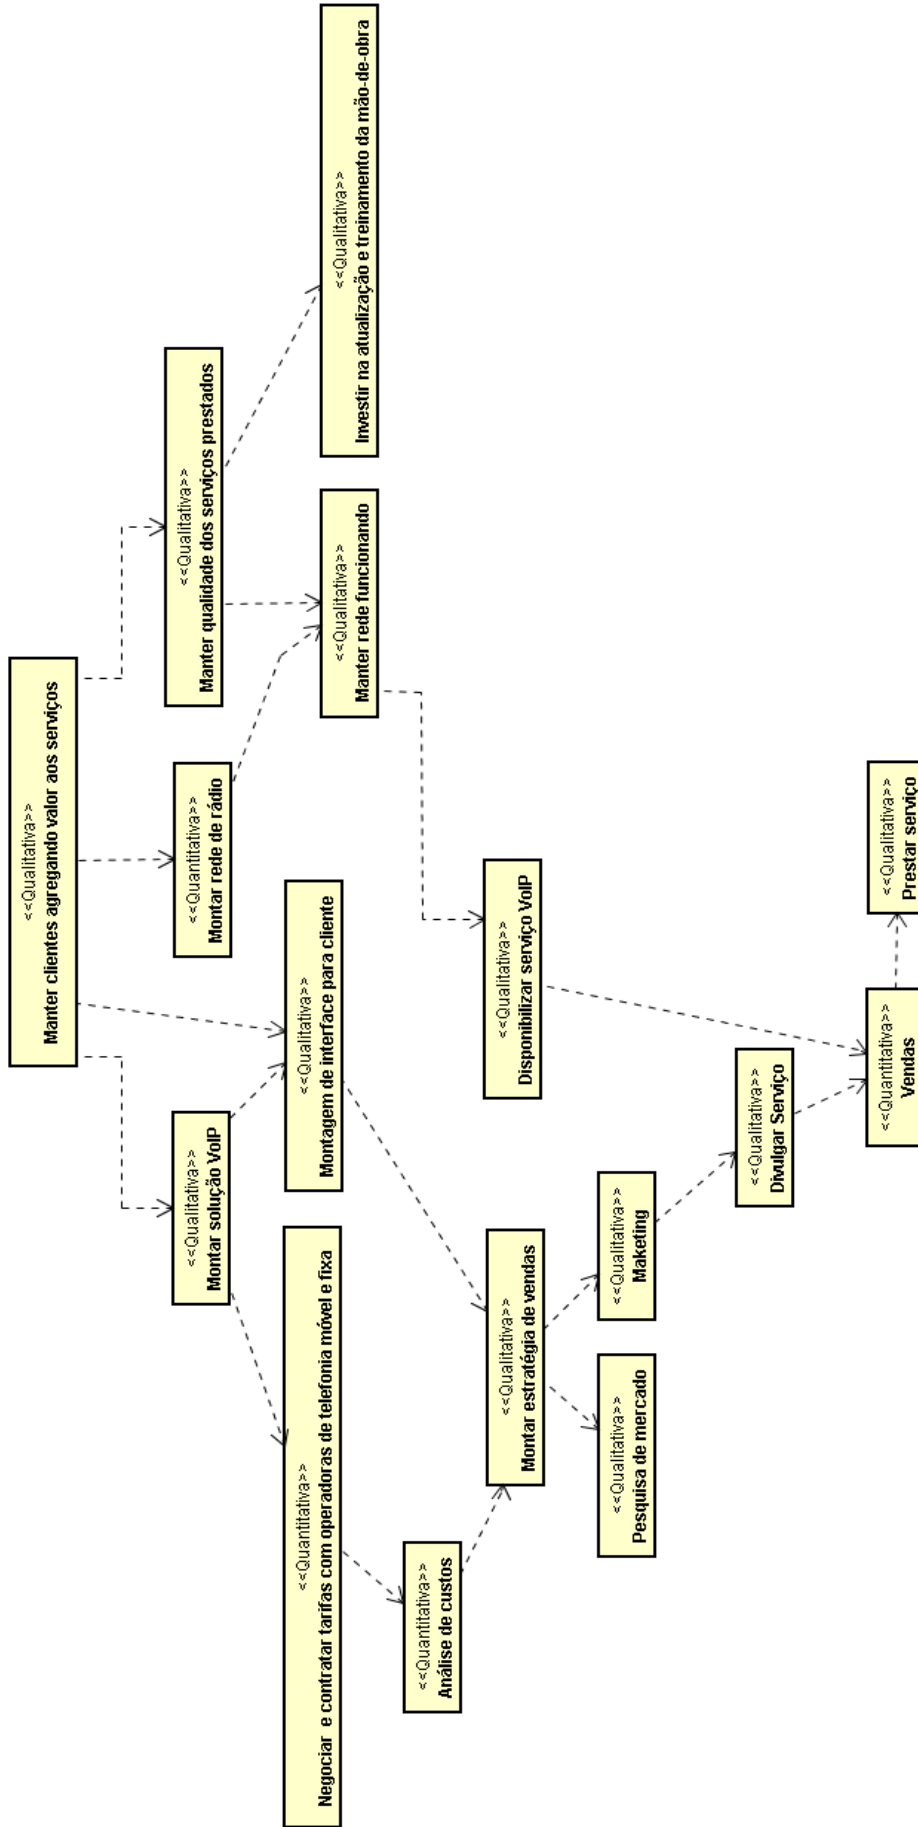 <<Qualitativa>>
Manter clientes agregando valor aos serviços
<<Qualitativa>>
Montar solução VoIP
<<Quantitativa>>
Montar rede de rádio
<<Qualitativa>>
Manter qualidade dos serviços prestados
<<Quantitativa>>
Negociar e contratar tarifas com operadoras de telefonia móvel e fixa
<<Qualitativa>>
Montagem de interface para cliente
<<Qualitativa>>
Manter rede funcionando
<<Qualitativa>>
Investir na atualização e treinamento da mão-de-obra
<<Quantitativa>>
Análise de custos
<<Qualitativa>>
Montar estratégia de vendas
<<Qualitativa>>
Disponibilizar serviço VoIP
<<Qualitativa>>
Pesquisa de mercado
<<Qualitativa>>
Maketing
<<Qualitativa>>
Divulgar Serviço
<<Quantitativa>>
Vendas
<<Qualitativa>>
Prestar serviço